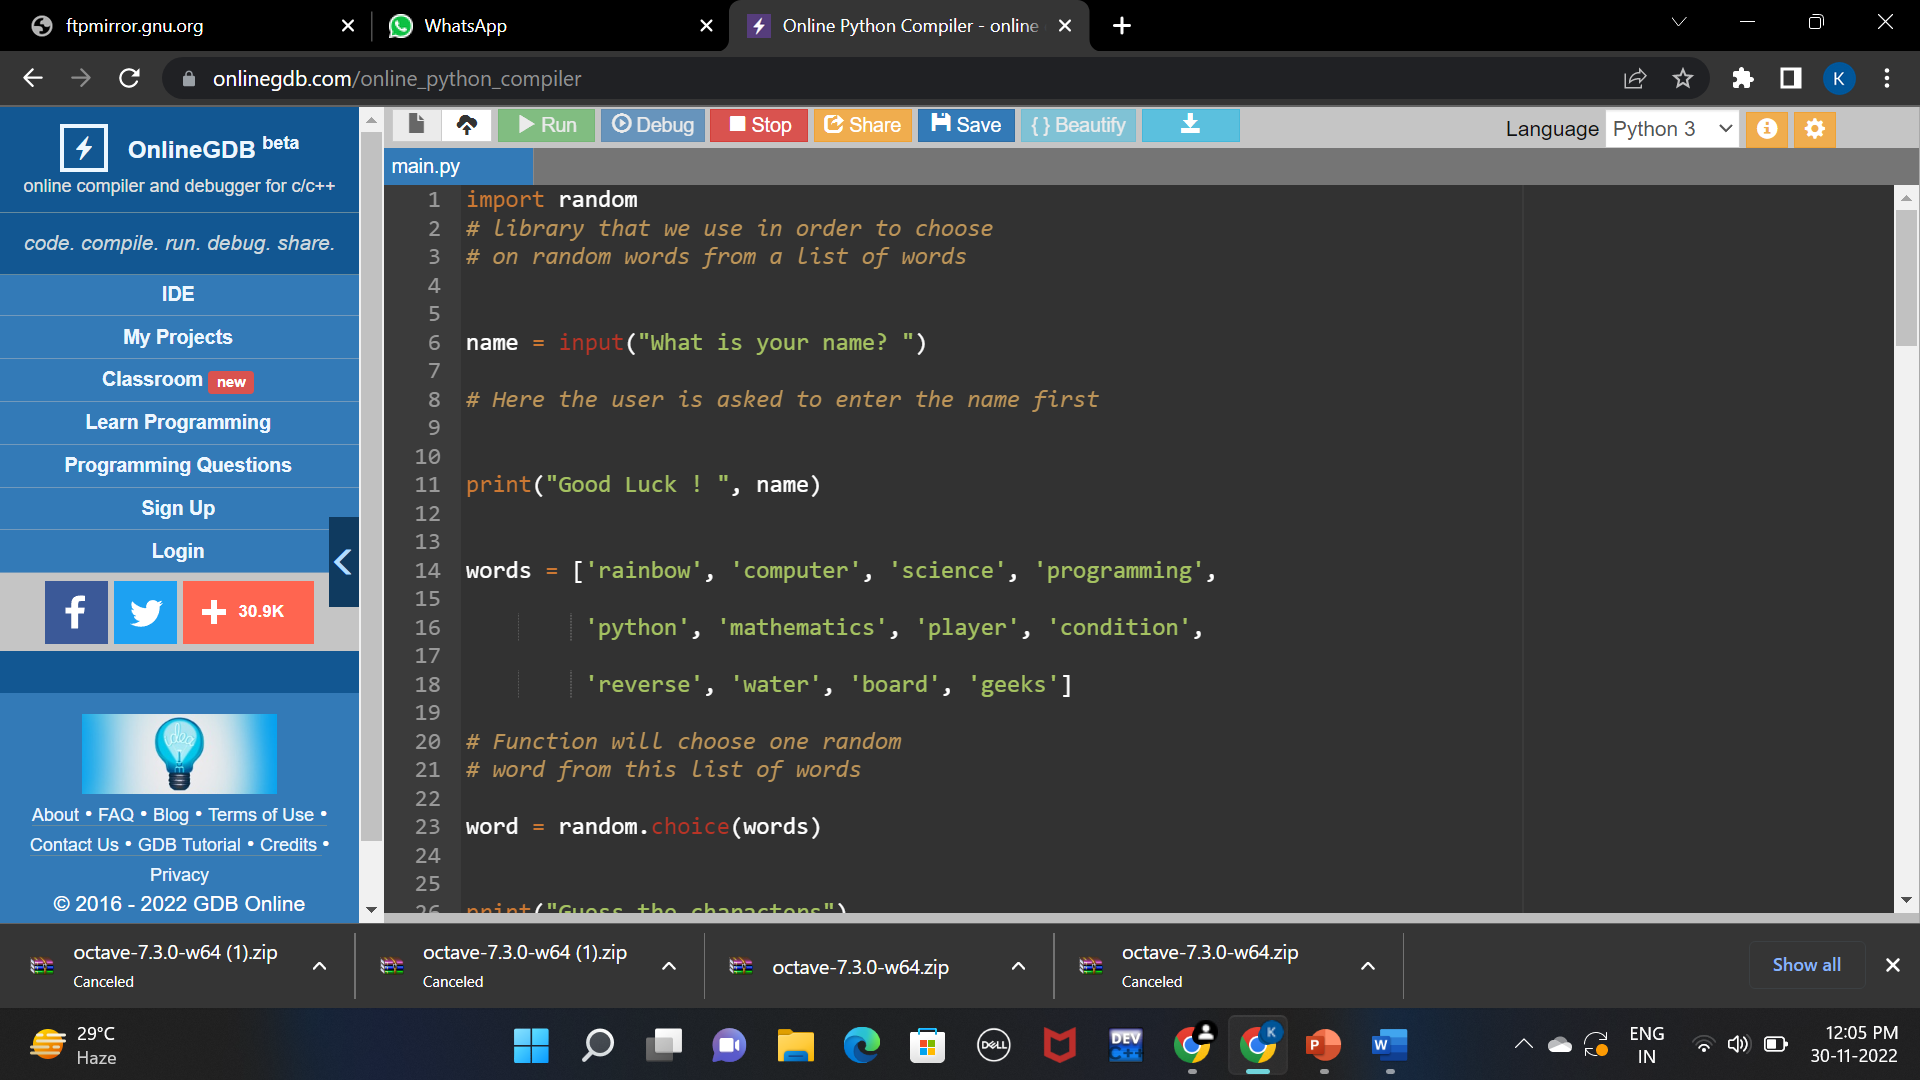 ftpmirror.gnu.org
WhatsApp
Online Python Compiler - online
onlinegdb.com/online_python_compiler
K
OnlineGDB beta
online compiler and debugger for c/c++
code. compile. run. debug. share.
IDE
My Projects
Classroom new
Learn Programming
Programming Questions
Sign Up
Login
30.9K
idea
About • FAQ • Blog • Terms of Use •
Contact Us • GDB Tutorial • Credits •
Privacy
© 2016 - 2022 GDB Online
Run Debug Stop Share Save {} Beautify
Language Python 3
main.py
1 import random
2 # library that we use in order to choose
3 # on random words from a list of words
4
5
6 name = input("What is your name? ")
7
8 # Here the user is asked to enter the name first
9
10
11 print("Good Luck ! ", name)
12
13
14 words = ['rainbow', 'computer', 'science', 'programming',
15
16 'python', 'mathematics', 'player', 'condition',
17
18 'reverse', 'water', 'board', 'geeks']
19
20 # Function will choose one random
21 # word from this list of words
22
23 word = random.choice(words)
24
25
26 print("Guess the characters")
octave-7.3.0-w64 (1).zip
Canceled
octave-7.3.0-w64 (1).zip
Canceled
octave-7.3.0-w64.zip
octave-7.3.0-w64.zip
Canceled
Show all
29°C
Haze
DELL
DEV
C++
K
P
W
ENG
IN
12:05 PM
30-11-2022